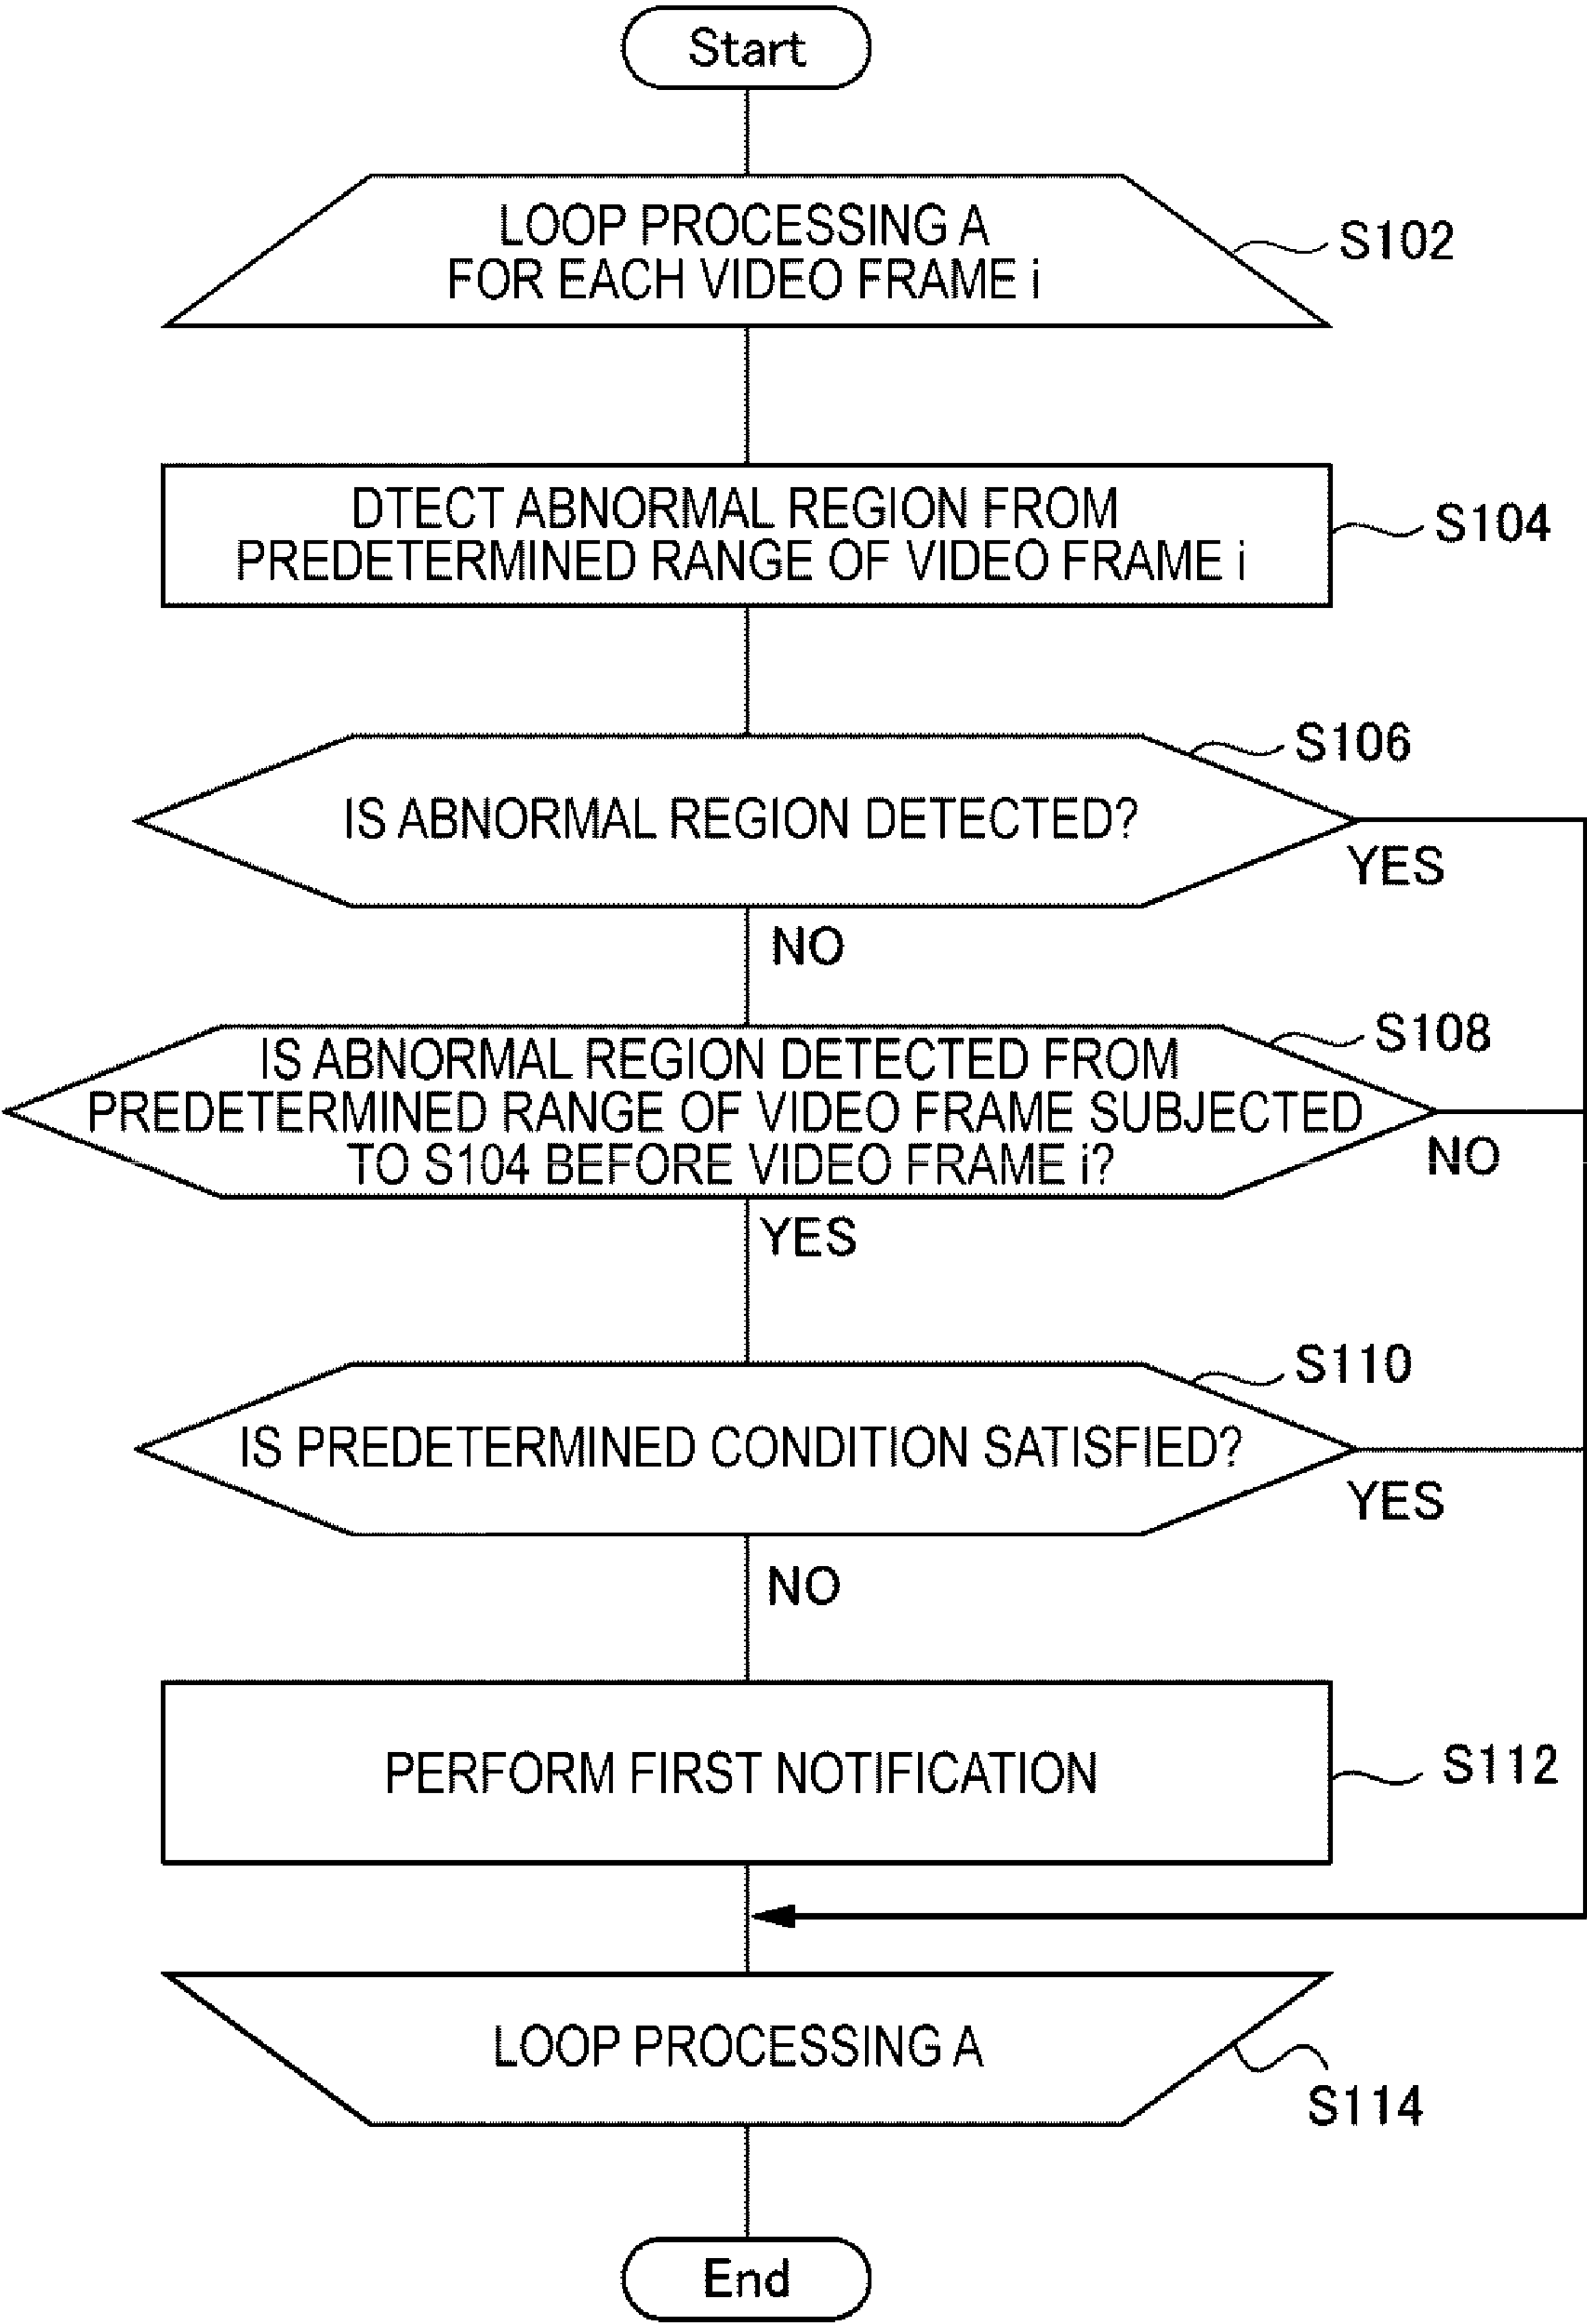 Start
LOOP PROCESSING A
FOR EACH VIDEO FRAME i
S102
DTECT ABNORMAL REGION FROM
PREDETERMINED RANGE OF VIDEO FRAME i
S104
S106
IS ABNORMAL REGION DETECTED?
YES
NO
S108
IS ABNORMAL REGION DETECTED FROM
PREDETERMINED RANGE OF VIDEO FRAME SUBJECTED
TO S104 BEFORE VIDEO FRAME i?
NO
YES
S110
IS PREDETERMINED CONDITION SATISFIED?
YES
NO
PERFORM FIRST NOTIFICATION
S112
LOOP PROCESSING A
S114
End